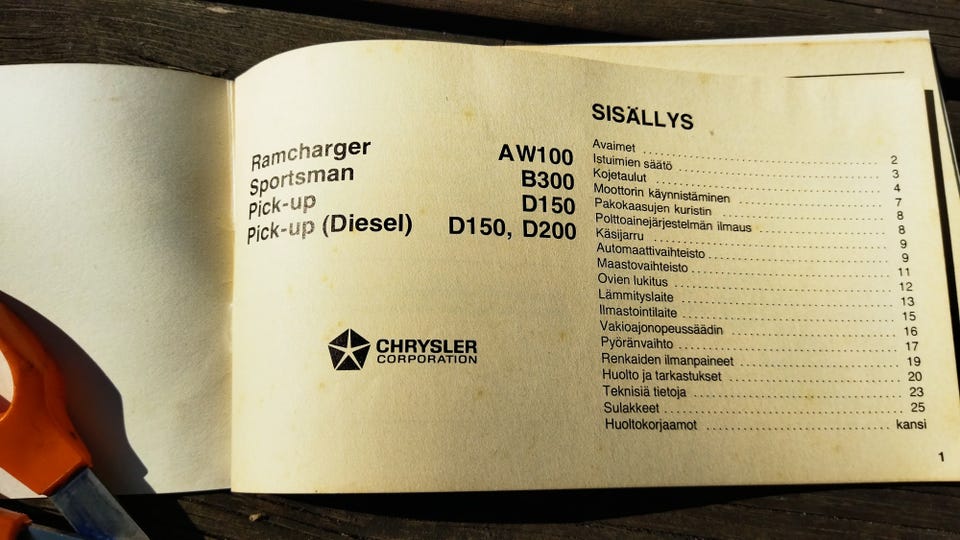 Ramcharger AW100
Sportsman B300
Pick-up D150
Pick-up (Diesel) D150, D200
CHRYSLER
CORPORATION
SISÄLLYS
Avaimet 2
Istuimien säätö 3
Kojetaulut 4
Moottorin käynnistäminen 7
Pakokaasujen kuristin 8
Polttoainejärjestelmän ilmaus 8
Käsijarru 9
Automaattivaihteisto 9
Maastovaihteisto 11
Ovien lukitus 12
Lämmityslaite 13
Ilmastointilaite 15
Vakioajonopeussäädin 16
Pyöränvaihto 17
Renkaiden ilmanpaineet 19
Huolto ja tarkastukset 20
Teknisiä tietoja 23
Sulakkeet 25
Huoltokorjaamot kansi
1